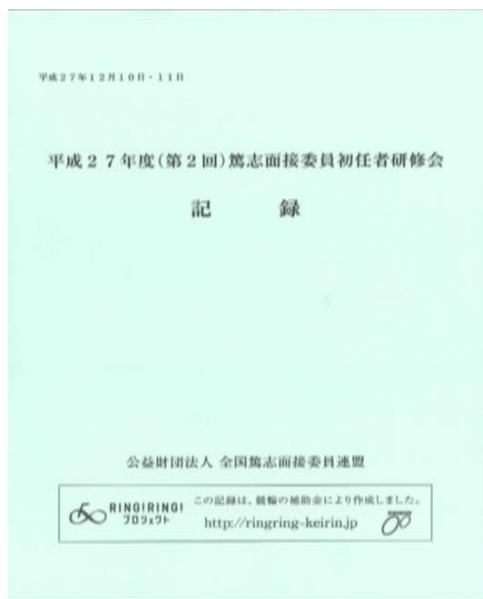 平成27年12月10日・11日
平成27年度(第2回)篤志面接委員初任者研修会
記 録
公益財団法人 全国篤志面接委員連盟
RING!RING!
プロジェクト
この記録は、競輪の補助金により作成しました。
http://ringring-keirin.jp